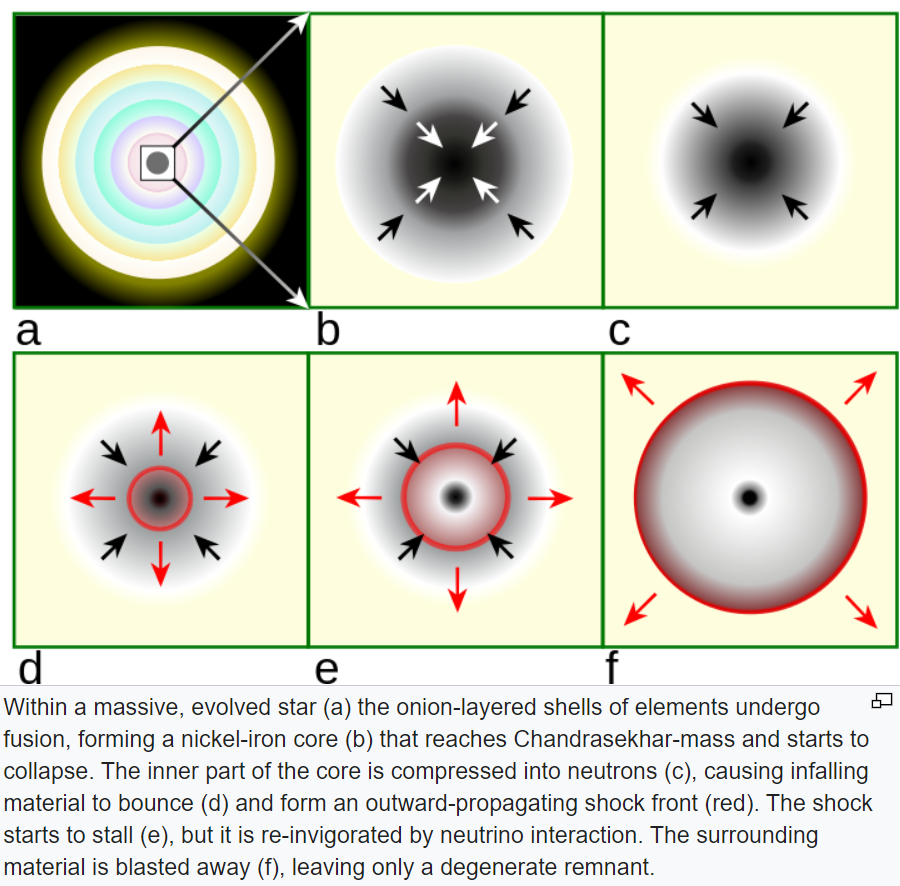 a
b
c
d
e
f
Within a massive, evolved star (a) the onion-layered shells of elements undergo
fusion, forming a nickel-iron core (b) that reaches Chandrasekhar-mass and starts to
collapse. The inner part of the core is compressed into neutrons (c), causing infalling
material to bounce (d) and form an outward-propagating shock front (red). The shock
starts to stall (e), but it is re-invigorated by neutrino interaction. The surrounding
material is blasted away (f), leaving only a degenerate remnant.